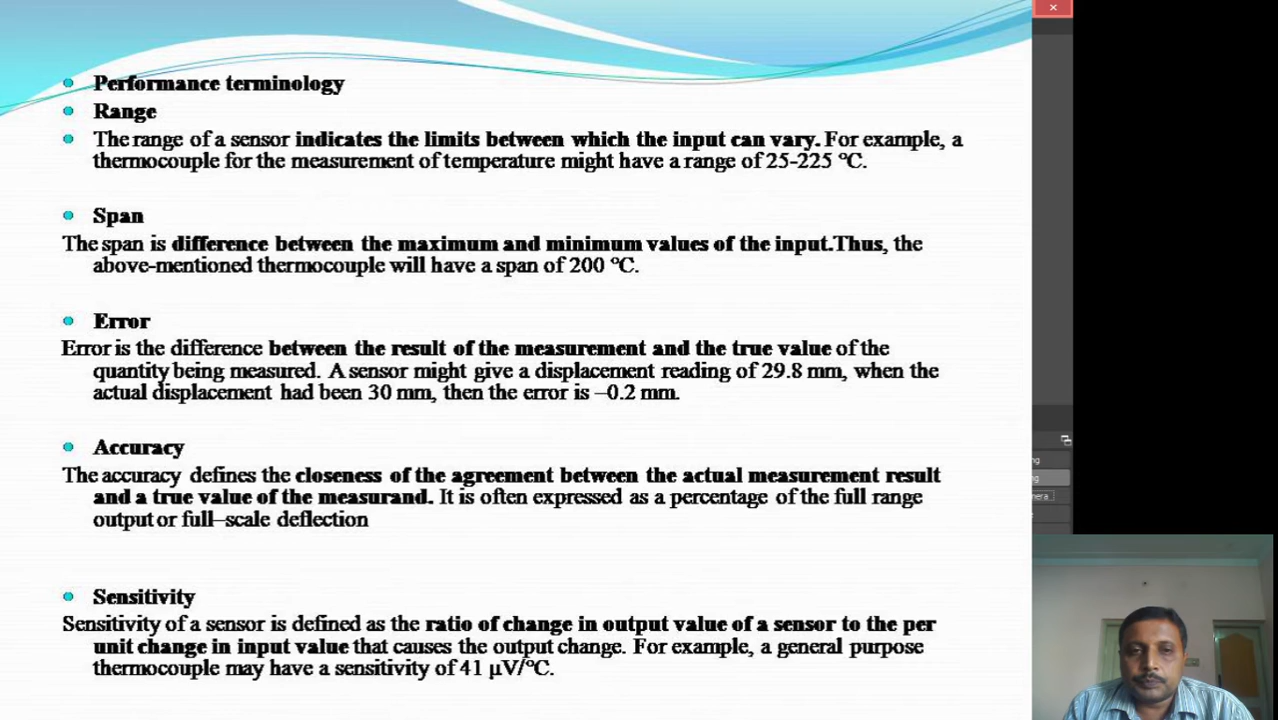 Performance terminology
Range
The range of a sensor indicates the limits between which the input can vary. For example, a
thermocouple for the measurement of temperature might have a range of 25-225 °C.
Span
The span is difference between the maximum and minimum values of the input.Thus, the
above-mentioned thermocouple will have a span of 200 °C.
Error
Error is the difference between the result of the measurement and the true value of the
quantity being measured. A sensor might give a displacement reading of 29.8 mm, when the
actual displacement had been 30 mm, then the error is –0.2 mm.
Accuracy
The accuracy defines the closeness of the agreement between the actual measurement result
and a true value of the measurand. It is often expressed as a percentage of the full range
output or full–scale deflection
Sensitivity
Sensitivity of a sensor is defined as the ratio of change in output value of a sensor to the per
unit change in input value that causes the output change. For example, a general purpose
thermocouple may have a sensitivity of 41 μV/°C.